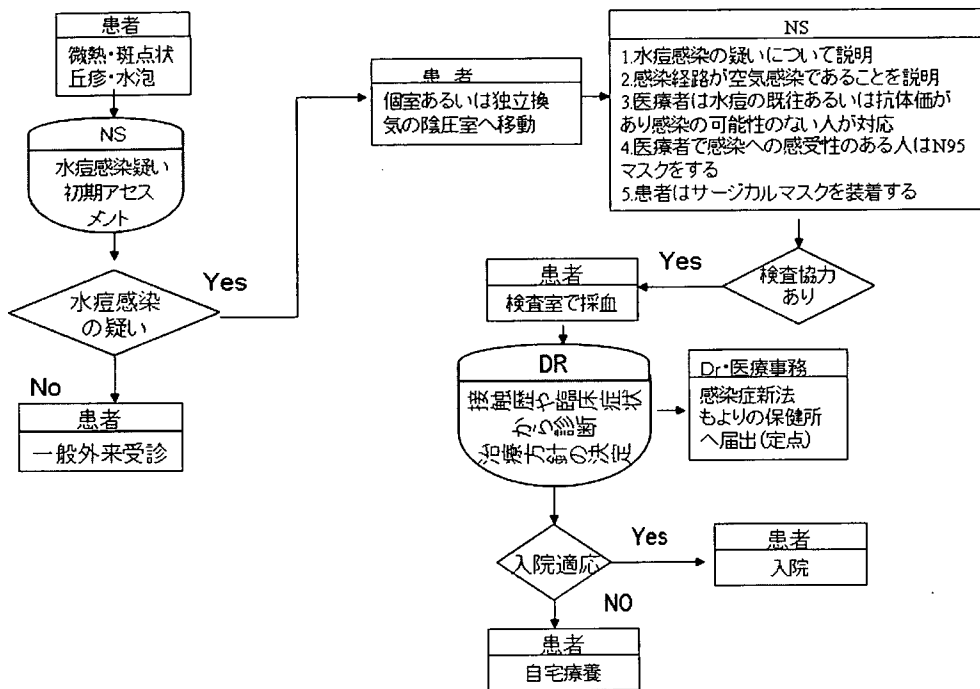 患者
微熱・斑点状
丘疹・水泡
NS
水痘感染疑い
初期アセス
メント
水痘感染
の疑い
Yes
No
患者
一般外来受診
患 者
個室あるいは独立換
気の陰圧室へ移動
NS
1.水痘感染の疑いについて説明
2.感染経路が空気感染であることを説明
3.医療者は水痘の既往あるいは抗体価が
あり感染の可能性のない人が対応
4.医療者で感染への感受性のある人はN95
マスクをする
5.患者はサージカルマスクを装着する
検査協力
あり
Yes
患者
検査室で採血
DR
接触歴や臨床症状
から診断
治療方針の決定
Dr・医療事務
感染症新法
もよりの保健所
へ届出(定点)
入院適応
Yes
患者
入院
NO
患者
自宅療養